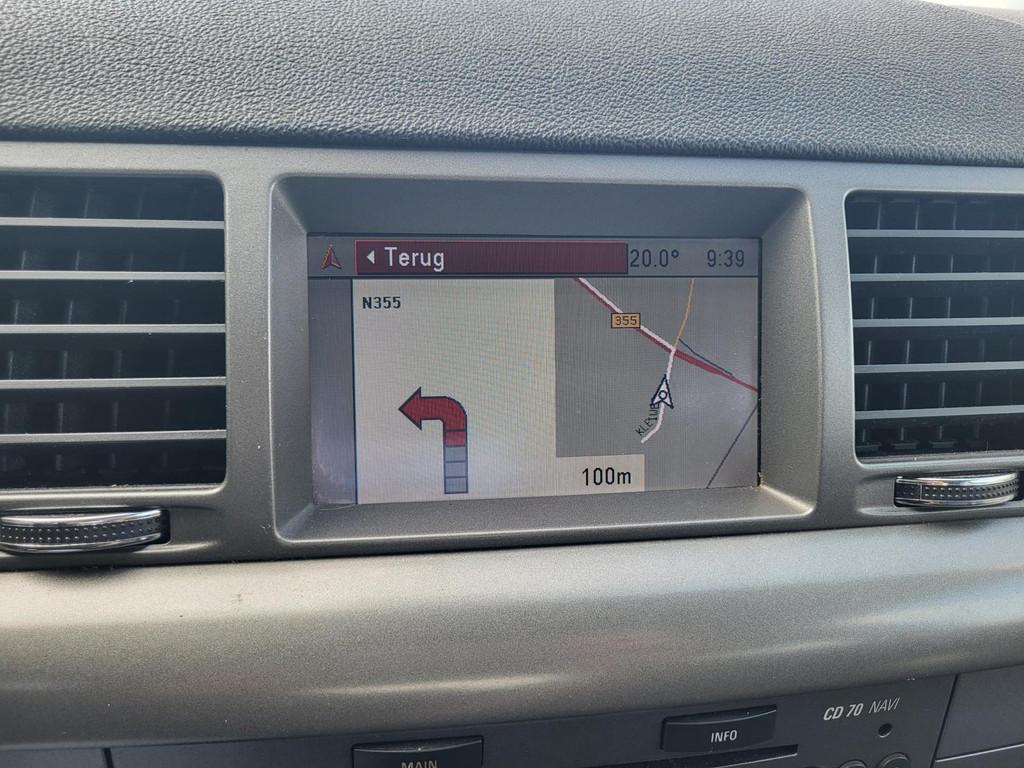 Terug 20.0° 9:39
N355
355
100m
CD 70 NAVI
INFO
MAIN